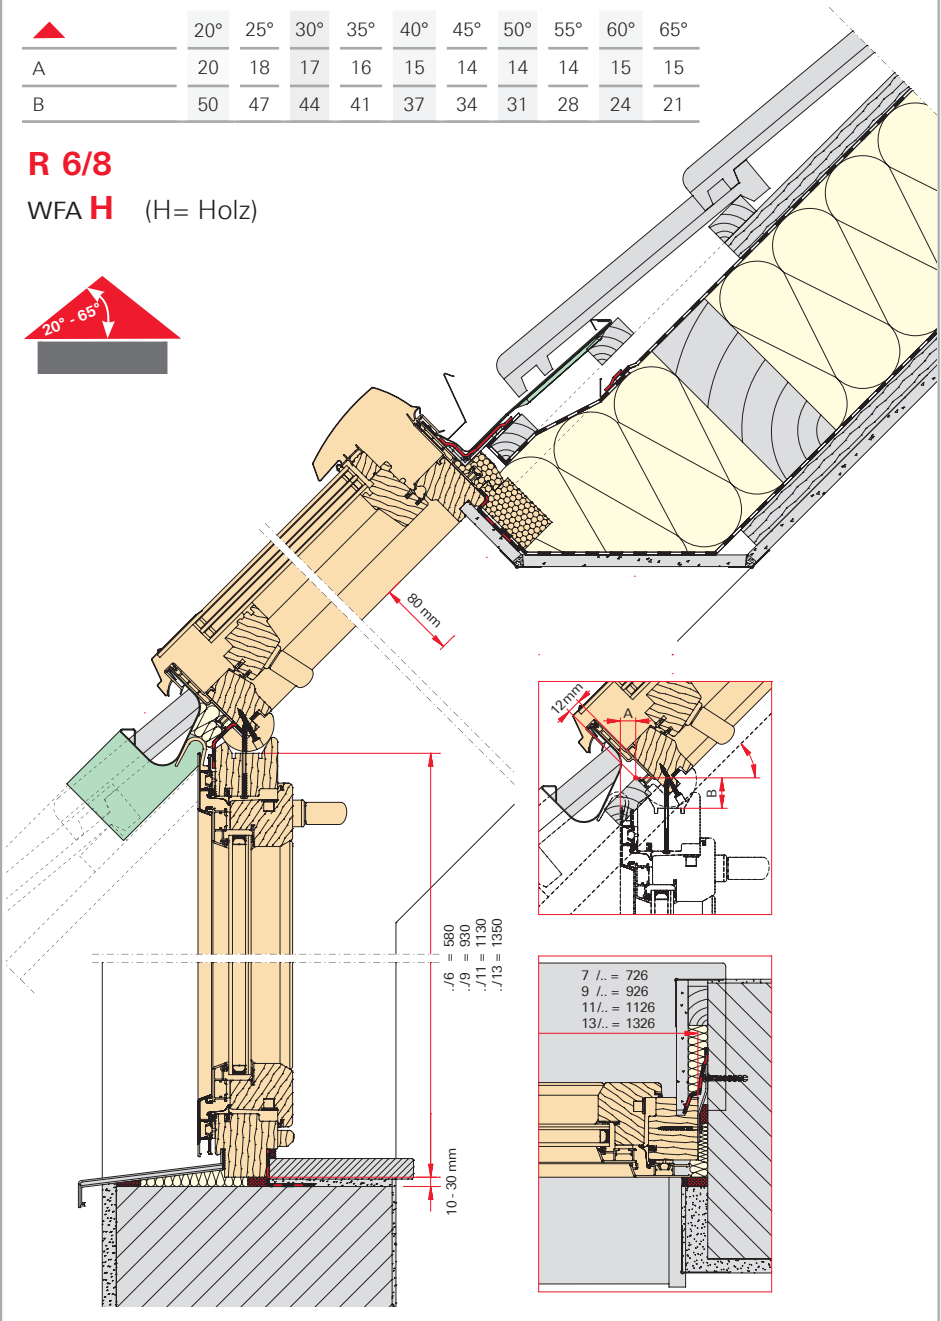 20° 25° 30° 35° 40° 45° 50° 55° 60° 65°
A 20 18 17 16 15 14 14 14 15 15
B 50 47 44 41 37 34 31 28 24 21
R 6/8
WFA H (H= Holz)
20° - 65°
80 mm
12mm
A
B
../6 = 580
../9 = 930
../11 = 1130
../13 = 1350
7 /.. = 726
9 /.. = 926
11/.. = 1126
13/.. = 1326
10 - 30 mm